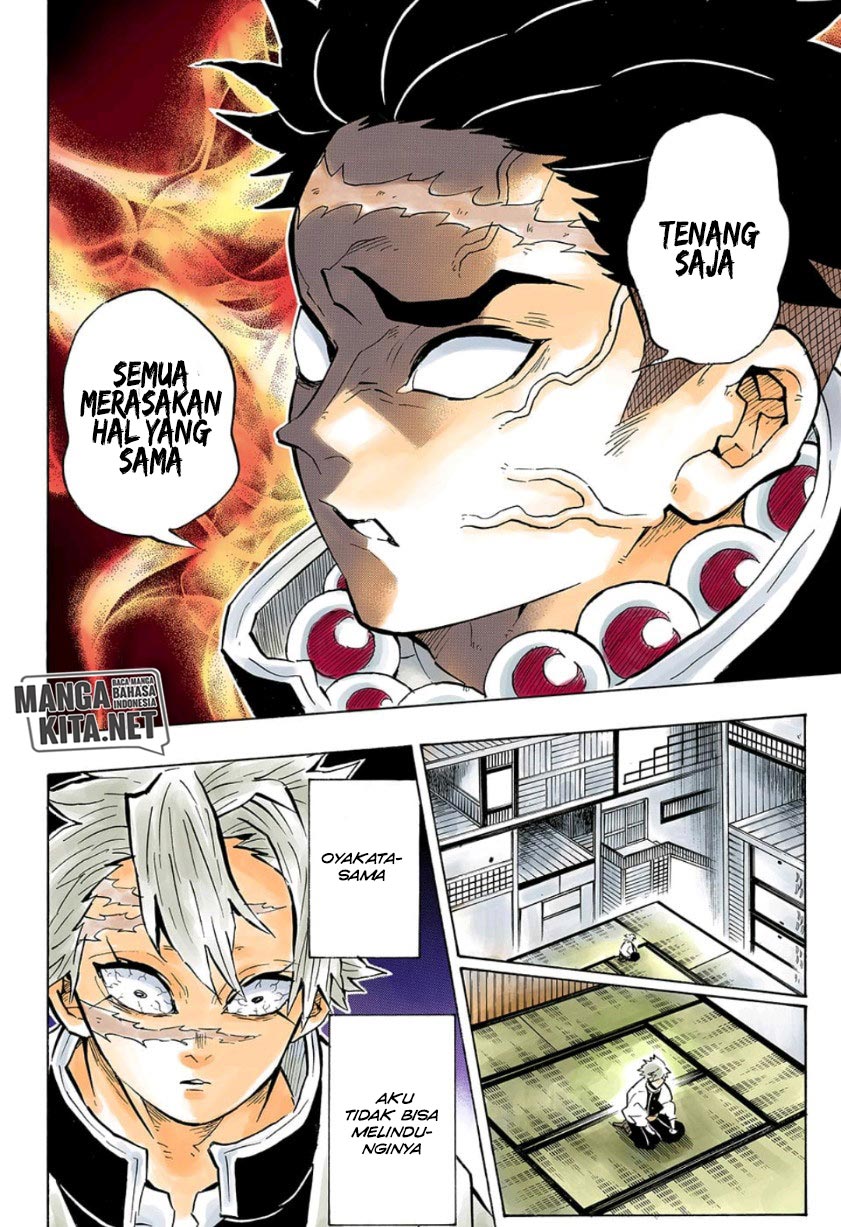 TENANG
SAJA
SEMUA
MERASAKAN
HAL YANG
SAMA
MANGA
KITA.NET
BACA MANGA
BAHASA
INDONESIA
OYAKATA-
SAMA
AKU
TIDAK BISA
MELINDU-
NGINYA